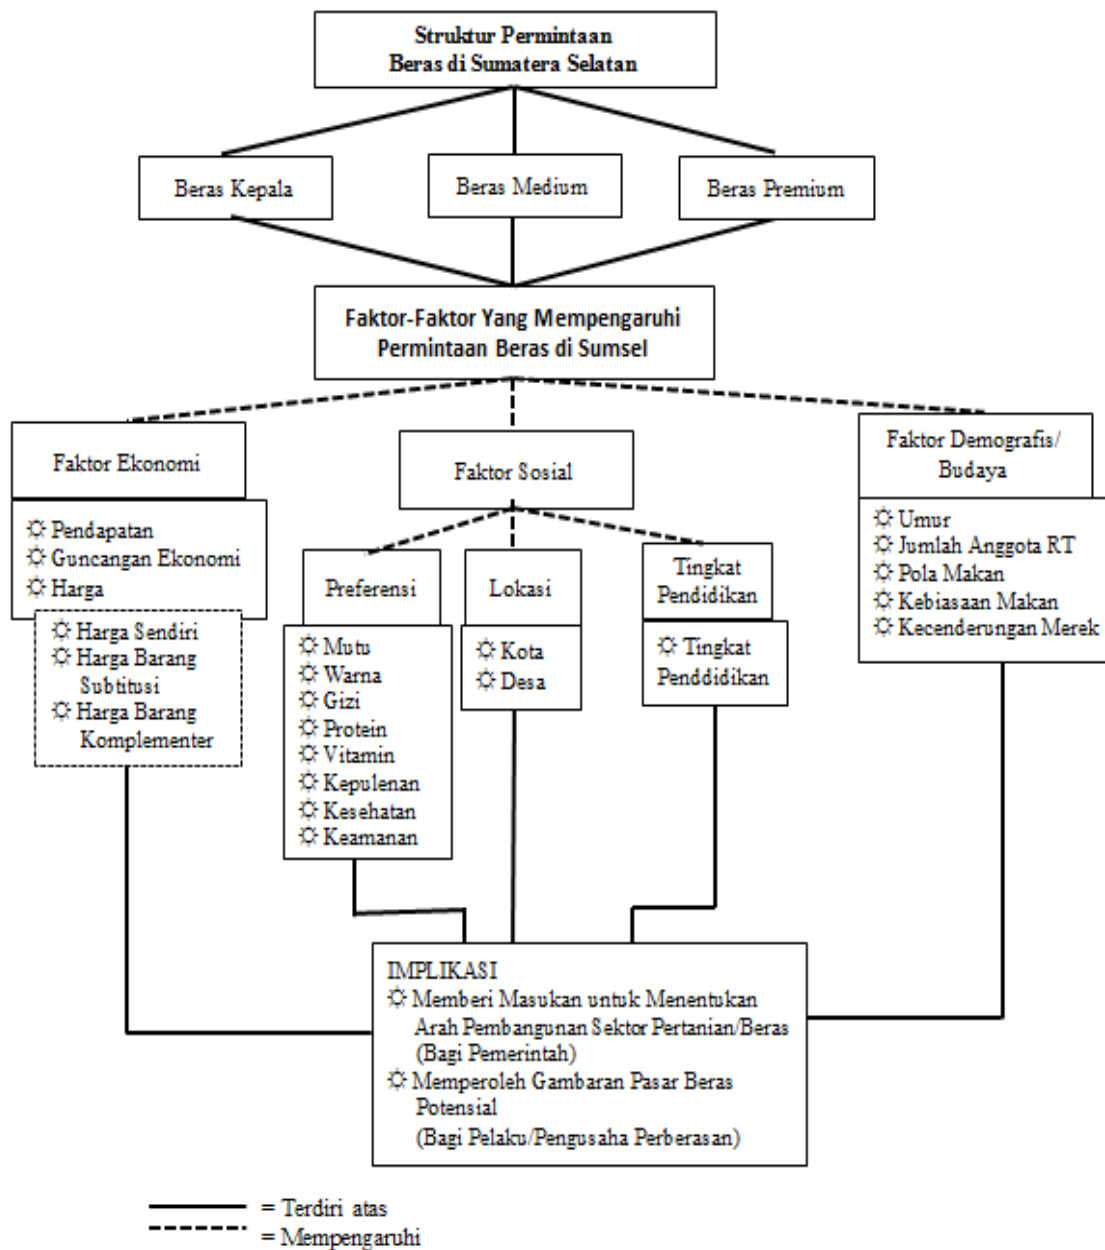 Struktur Permintaan
Beras di Sumatera Selatan
Beras Kepala
Beras Medium
Beras Premium
Faktor-Faktor Yang Mempengaruhi
Permintaan Beras di Sumsel
Faktor Ekonomi
☼ Pendapatan
☼ Guncangan Ekonomi
☼ Harga
☼ Harga Sendiri
☼ Harga Barang
Subtitusi
☼ Harga Barang
Komplementer
Faktor Sosial
Preferensi
☼ Mutu
☼ Warna
☼ Gizi
☼ Protein
☼ Vitamin
☼ Kepulenan
☼ Kesehatan
☼ Keamanan
Lokasi
☼ Kota
☼ Desa
Tingkat
Pendidikan
☼ Tingkat
Penddidikan
Faktor Demografis/
Budaya
☼ Umur
☼ Jumlah Anggota RT
☼ Pola Makan
☼ Kebiasaan Makan
☼ Kecenderungan Merek
IMPLIKASI
☼ Memberi Masukan untuk Menentukan
Arah Pembangunan Sektor Pertanian/Beras
(Bagi Pemerintah)
☼ Memperoleh Gambaran Pasar Beras
Potensial
(Bagi Pelaku/Pengusaha Perberasan)
= Terdiri atas
= Mempengaruhi